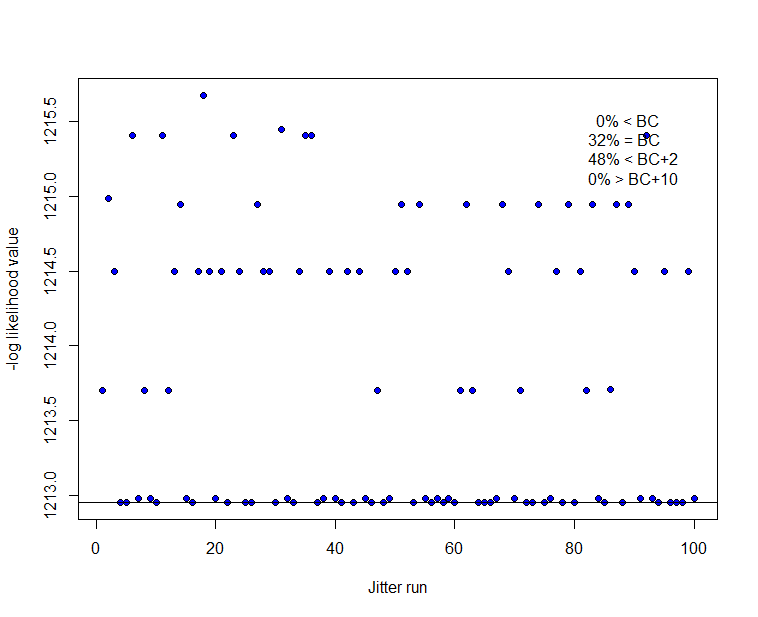 0% < BC
32% = BC
48% < BC+2
0% > BC+10
-log likelihood value
1215.5
1215.0
1214.5
1214.0
1213.5
1213.0
0 20 40 60 80 100
Jitter run